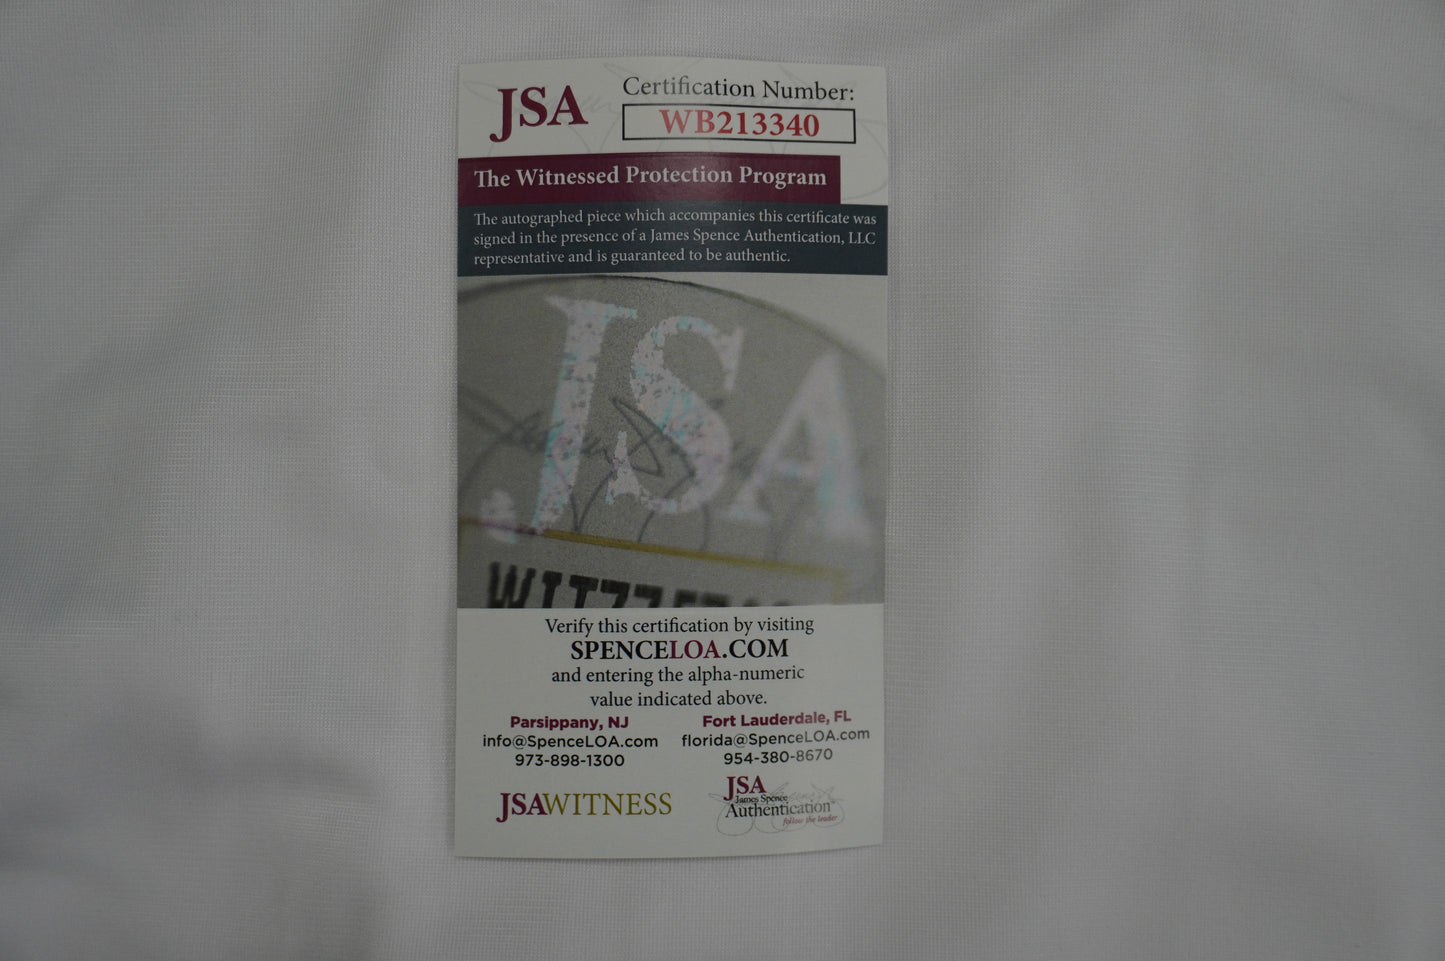 JSA
Certification Number:
WB213340
The Witnessed Protection Program
The autographed piece which accompanies this certificate was
signed in the presence of a James Spence Authentication, LLC
representative and is guaranteed to be authentic.
JSA
Verify this certification by visiting
SPENCELOA.COM
and entering the alpha-numeric
value indicated above.
Parsippany, NJ
info@SpenceLOA.com
973-898-1300
Fort Lauderdale, FL
florida@SpenceLOA.com
954-380-8670
JSAWITNESS
JSA
James Spence
Authentication
follow the leader